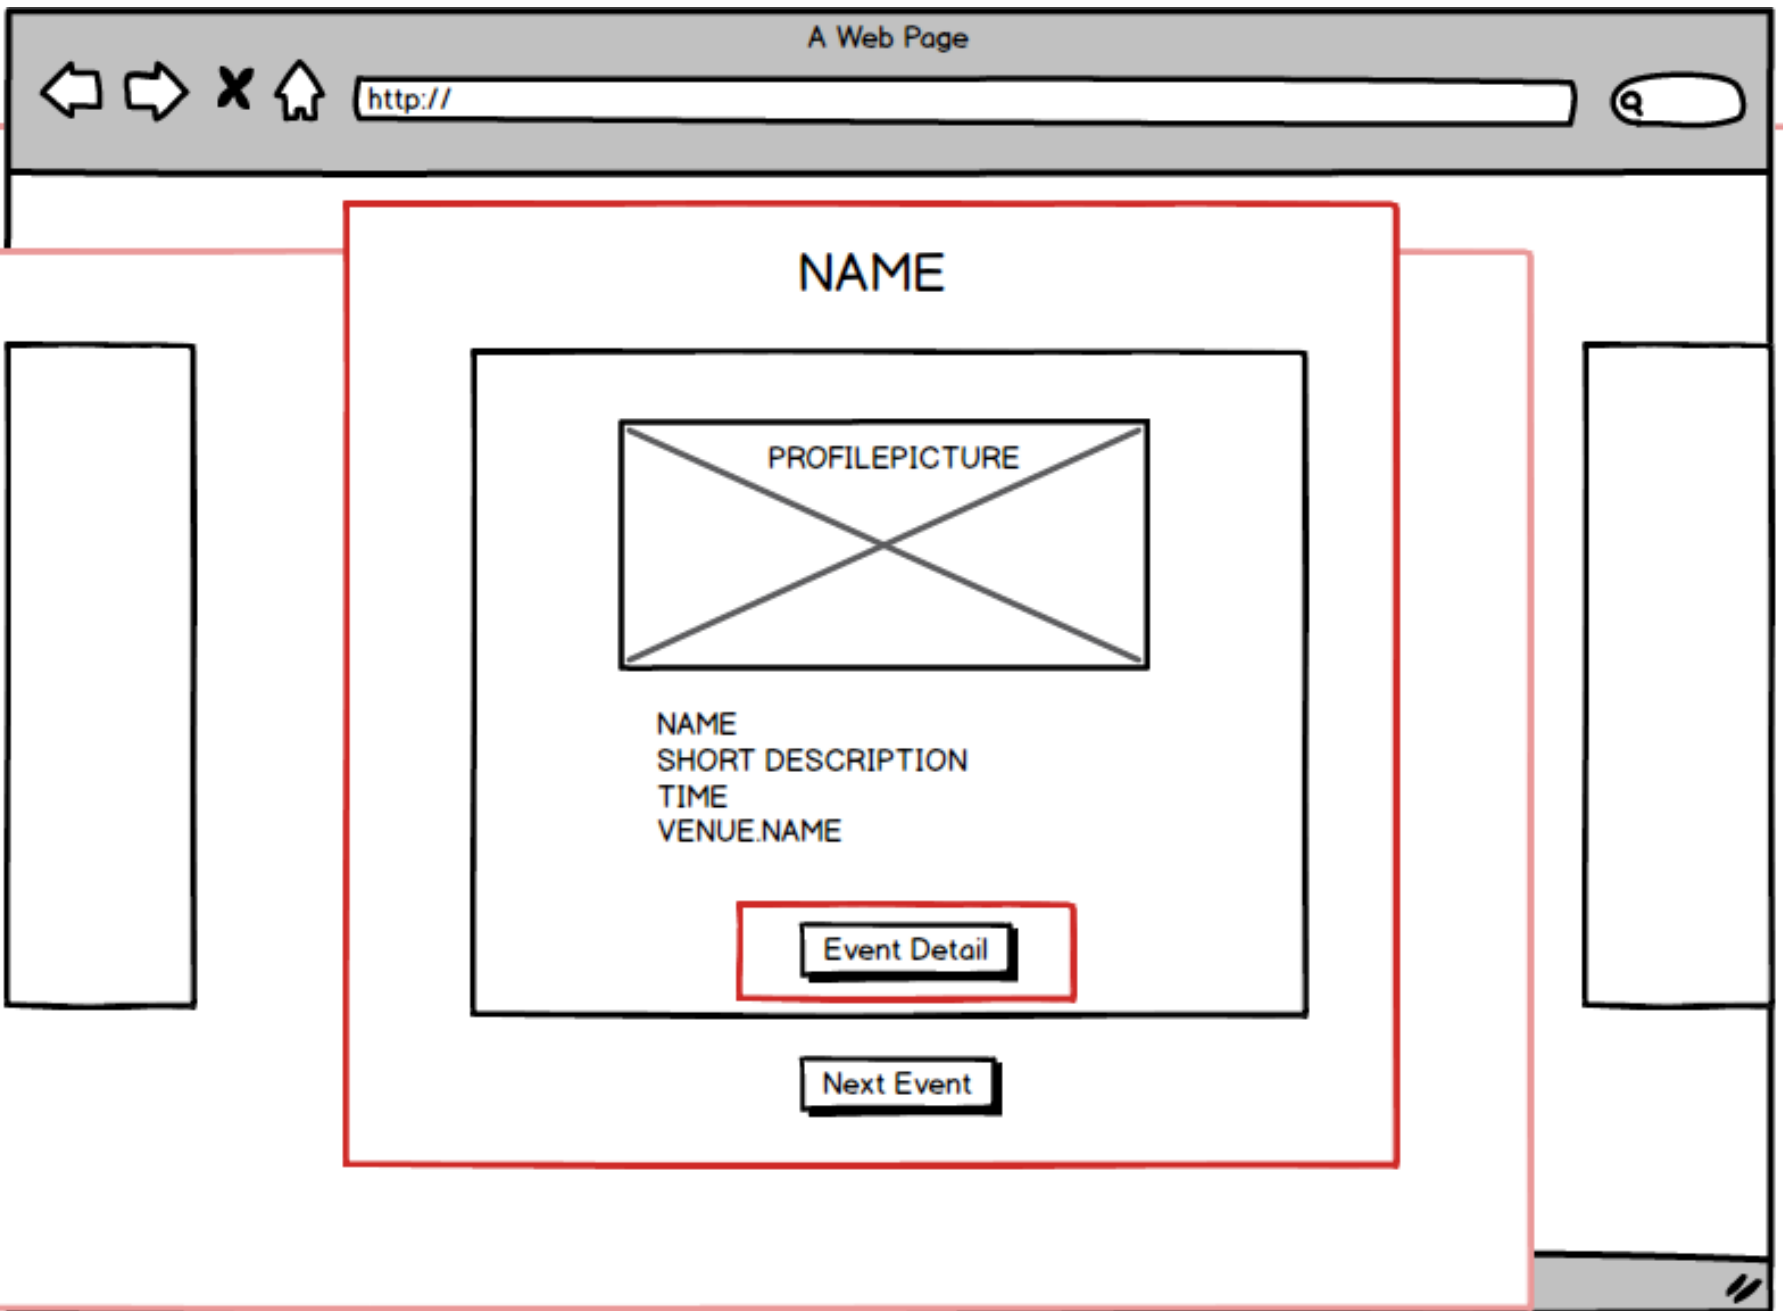 A Web Page
http://
NAME
PROFILEPICTURE
NAME
SHORT DESCRIPTION
TIME
VENUE.NAME
Event Detail
Next Event